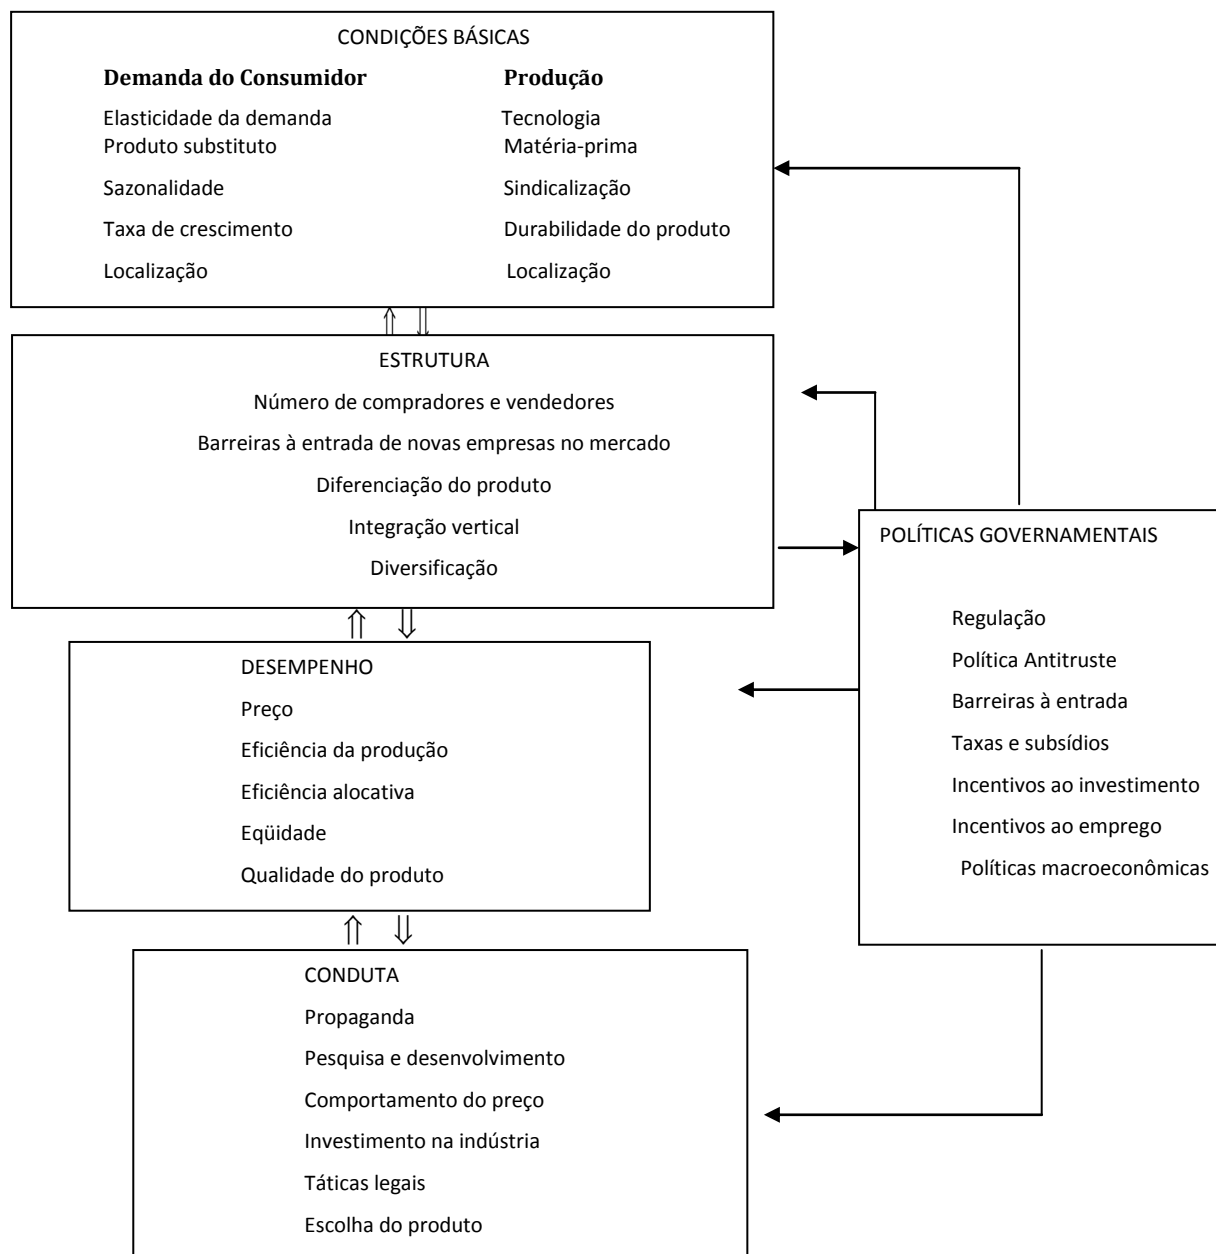 CONDIÇÕES BÁSICAS
Demanda do Consumidor Produção
Elasticidade da demanda Tecnologia
Produto substituto Matéria-prima
Sazonalidade Sindicalização
Taxa de crescimento Durabilidade do produto
Localização Localização
ESTRUTURA
Número de compradores e vendedores
Barreiras à entrada de novas empresas no mercado
Diferenciação do produto
Integração vertical
Diversificação
POLÍTICAS GOVERNAMENTAIS
Regulação
Política Antitruste
Barreiras à entrada
Taxas e subsídios
Incentivos ao investimento
Incentivos ao emprego
Políticas macroeconômicas
DESEMPENHO
Preço
Eficiência da produção
Eficiência alocativa
Eqüidade
Qualidade do produto
CONDUTA
Propaganda
Pesquisa e desenvolvimento
Comportamento do preço
Investimento na indústria
Táticas legais
Escolha do produto